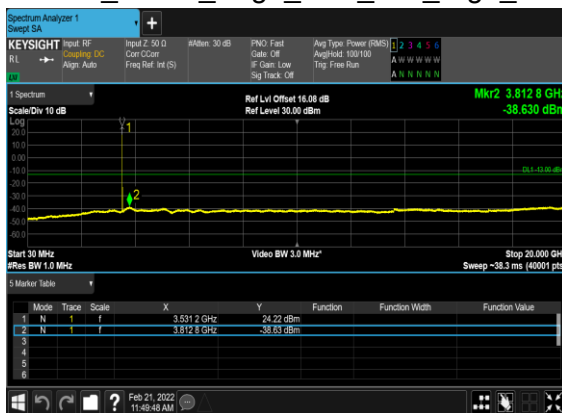 Spectrum Analyzer 1
Swept SA
KEYSIGHT Input: RF Input Z: 50 Ω #Atten: 30 dB PNO: Fast Avg Type: Power (RMS) 1 2 3 4 5 6
RL Coupling: DC Corr CCorr Gate: Off Avg|Hold: 100/100 A W W W W W
Align: Auto Freq Ref: Int (S) IF Gain: Low Trig: Free Run
Sig Track: Off A N N N N N
1 Spectrum Ref Lvl Offset 16.08 dB Mkr2 3.812 8 GHz
Scale/Div 10 dB Ref Level 30.00 dBm -38.630 dBm
Log
20.0
10.0
0.00
-10.0
-20.0
-30.0
-40.0
-50.0
-60.0
1
2
DL1 -13.00 dBm
Start 30 MHz Video BW 3.0 MHz* Stop 20.000 GH
#Res BW 1.0 MHz Sweep ~38.3 ms (40001 pts
5 Marker Table
Mode Trace Scale X Y Function Function Width Function Value
1 N 1 f 3.531 2 GHz 24.22 dBm
2 N 1 f 3.812 8 GHz -38.63 dBm
3
4
5
6
? Feb 21, 2022
11:49:48 AM